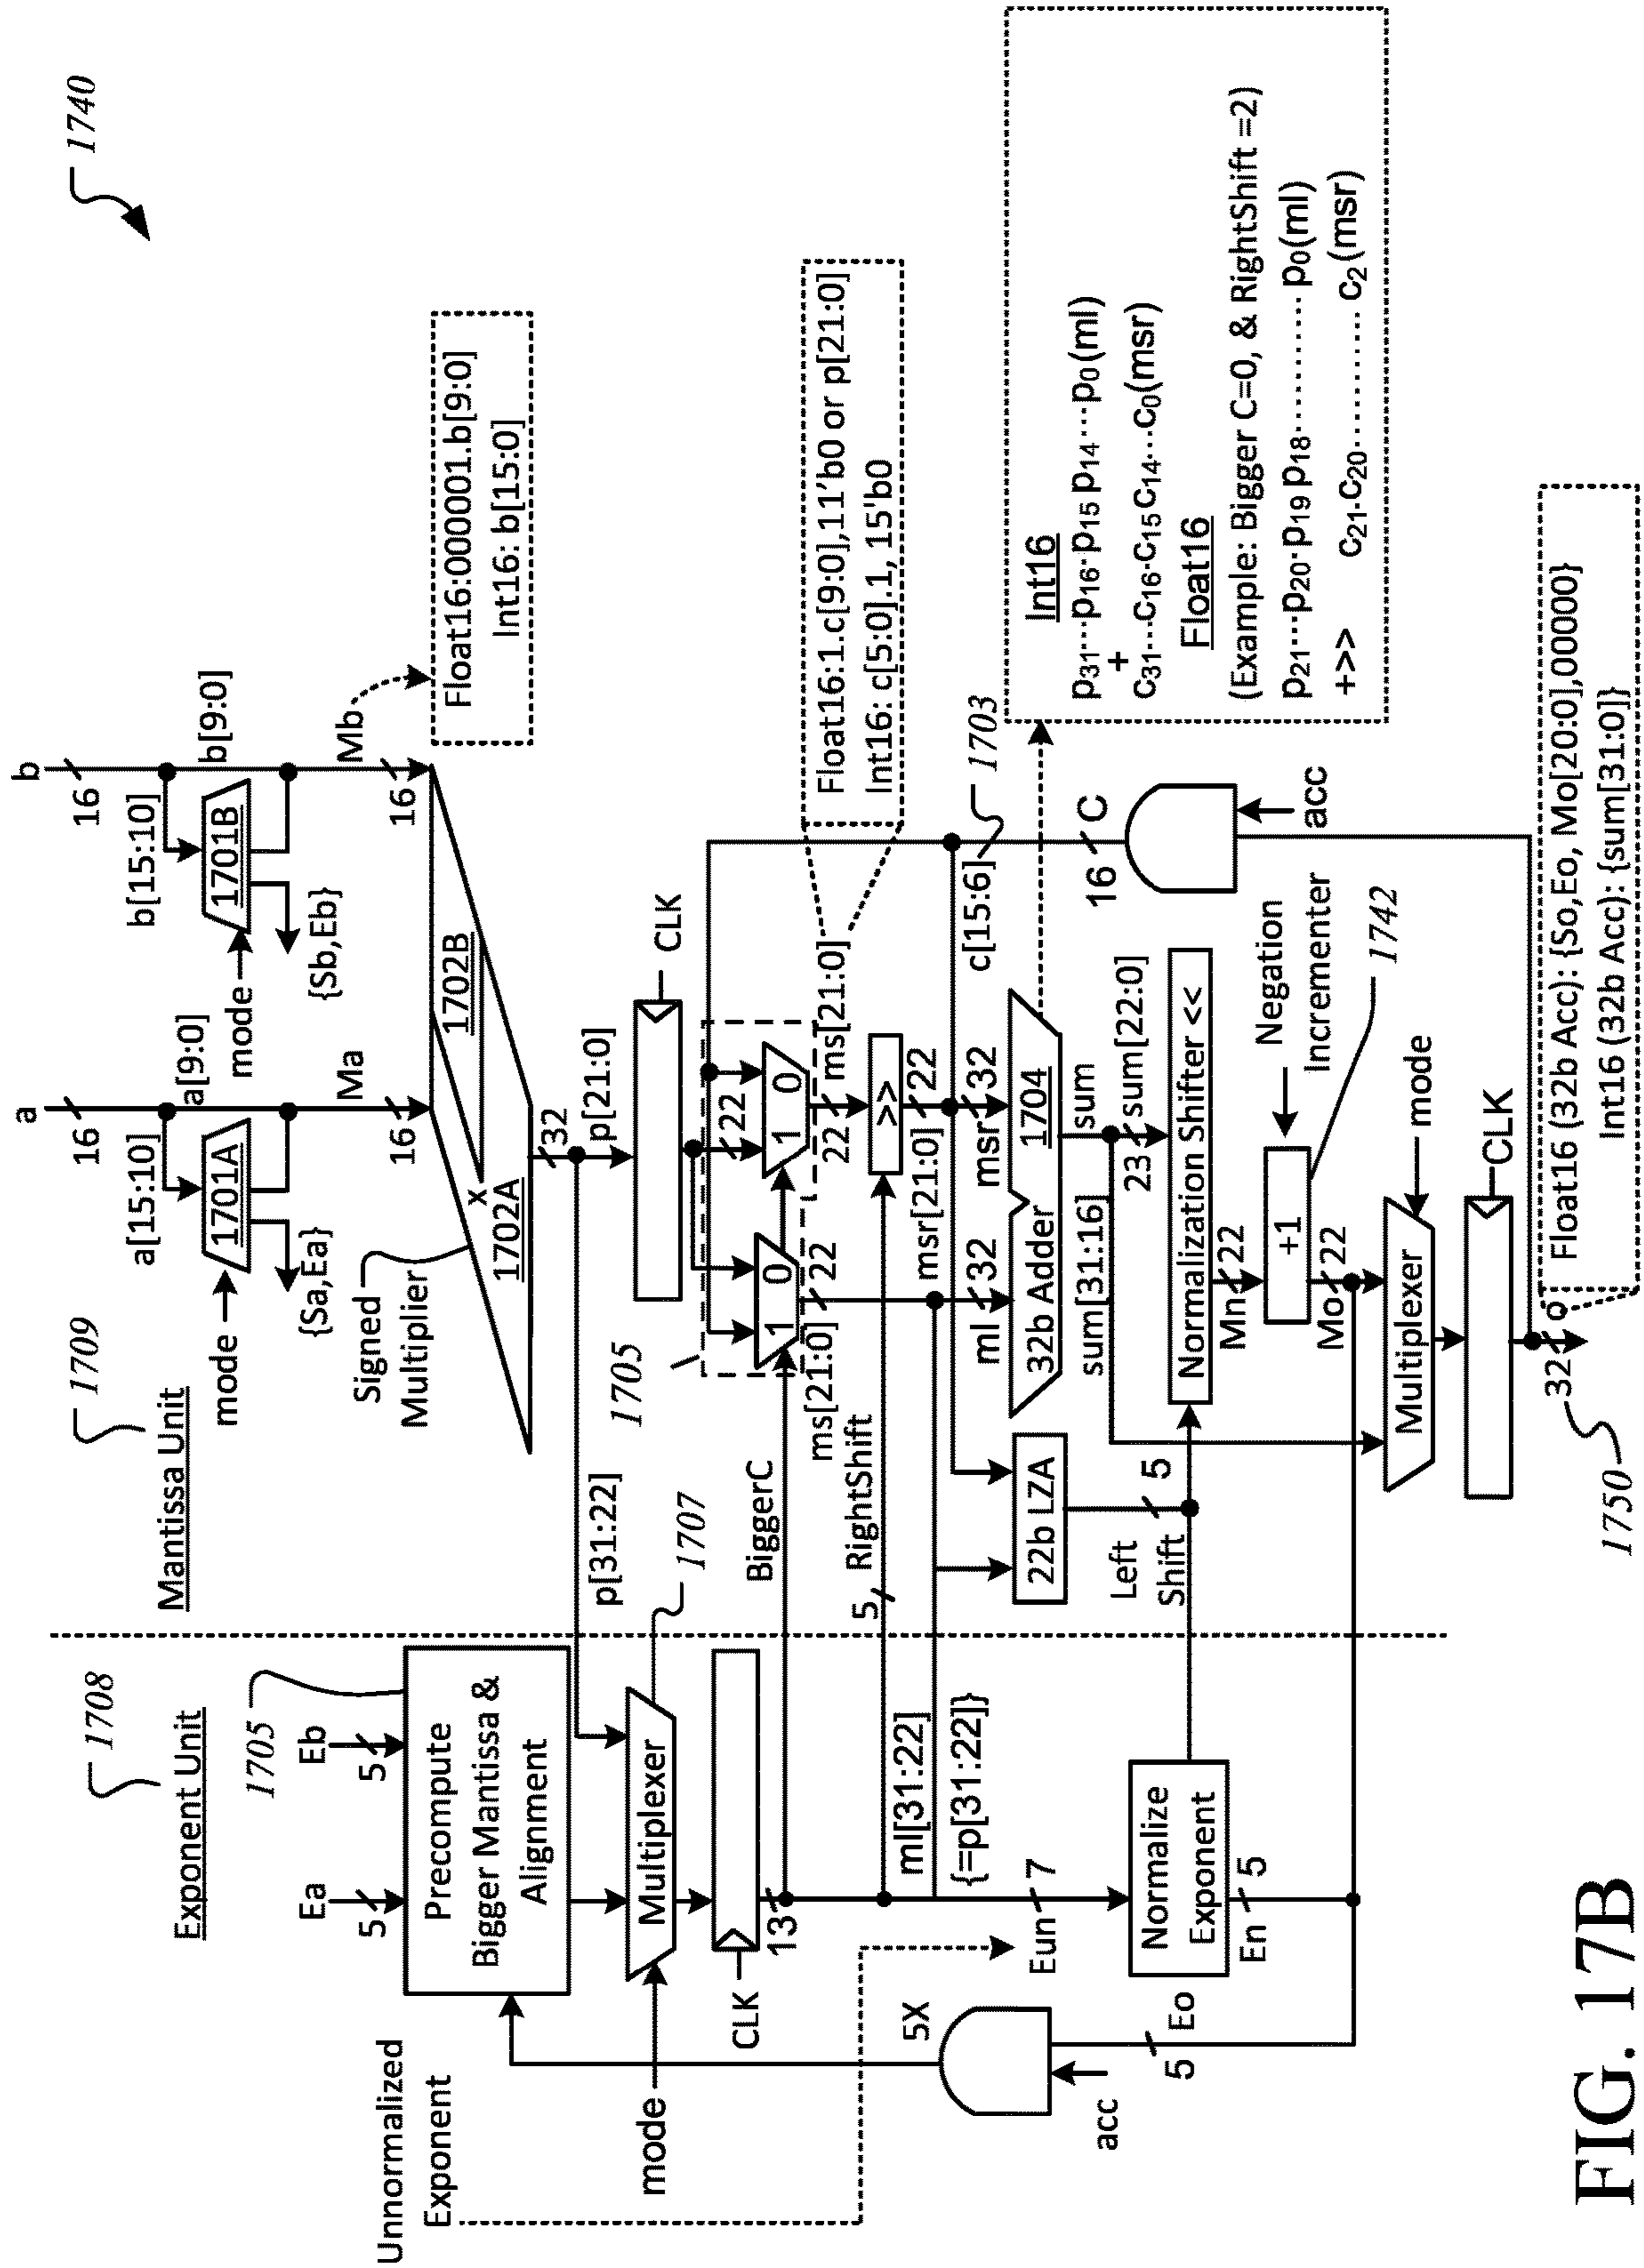 1740
1709
Mantissa Unit
a
16
a[15:10]
mode
1701A
a[9:0]
{Sa,Ea}
Ma
16
b
16
b[15:10]
mode
1701B
b[9:0]
{Sb,Eb}
Mb
16
Float16:000001.b[9:0]
Int16: b[15:0]
Signed
Multiplier
x
1702A
1702B
32
p[21:0]
p[31:22]
CLK
1705
1 0
22
1 0
22
BiggerC
ms[21:0]
22
ms[21:0]
Float16:1.c[9:0],11'b0 or p[21:0]
Int16: c[5:0].1, 15'b0
5
RightShift
>>
22
msr[21:0]
c[15:6]
1703
16
C
acc
ml
32
msr
32
32b Adder
1704
sum
Int16
p31...p16.p15p14...p0(ml)
+
c31...c16.c15c14...c0(msr)
Float16
(Example: Bigger C=0, & RightShift =2)
p21...p20.p19 p18.........p0(ml)
+>> c21.c20.........c2(msr)
22b LZA
Left
Shift
5
sum[31:16]
23
sum[22:0]
Normalization Shifter <<
Mn
22
+1
Negation
Incrementer
1742
Mo
22
Multiplexer
mode
CLK
32
o
1750
Float16 (32b Acc): {So,Eo, Mo[20:0],00000}
Int16 (32b Acc): {sum[31:0]}
1708
Exponent Unit
1705
Ea
5
Eb
5
Precompute
Bigger Mantissa &
Alignment
1707
Multiplexer
mode
CLK
13
ml[31:22]
{=p[31:22]}
Unnormalized
Exponent
Eun
7
Normalize
Exponent
En
5
5X
acc
5
Eo
FIG. 17B